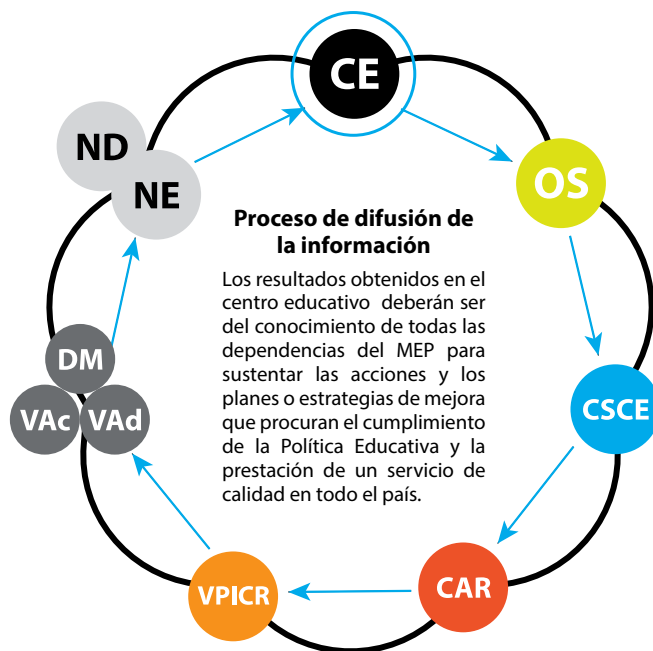 CE
ND
NE
OS
Proceso de difusión de
la información
Los resultados obtenidos en el
centro educativo deberán ser
del conocimiento de todas las
dependencias del MEP para
sustentar las acciones y los
planes o estrategias de mejora
que procuran el cumplimiento
de la Política Educativa y la
prestación de un servicio de
calidad en todo el país.
DM
VAc
VAd
CSCE
VPICR
CAR